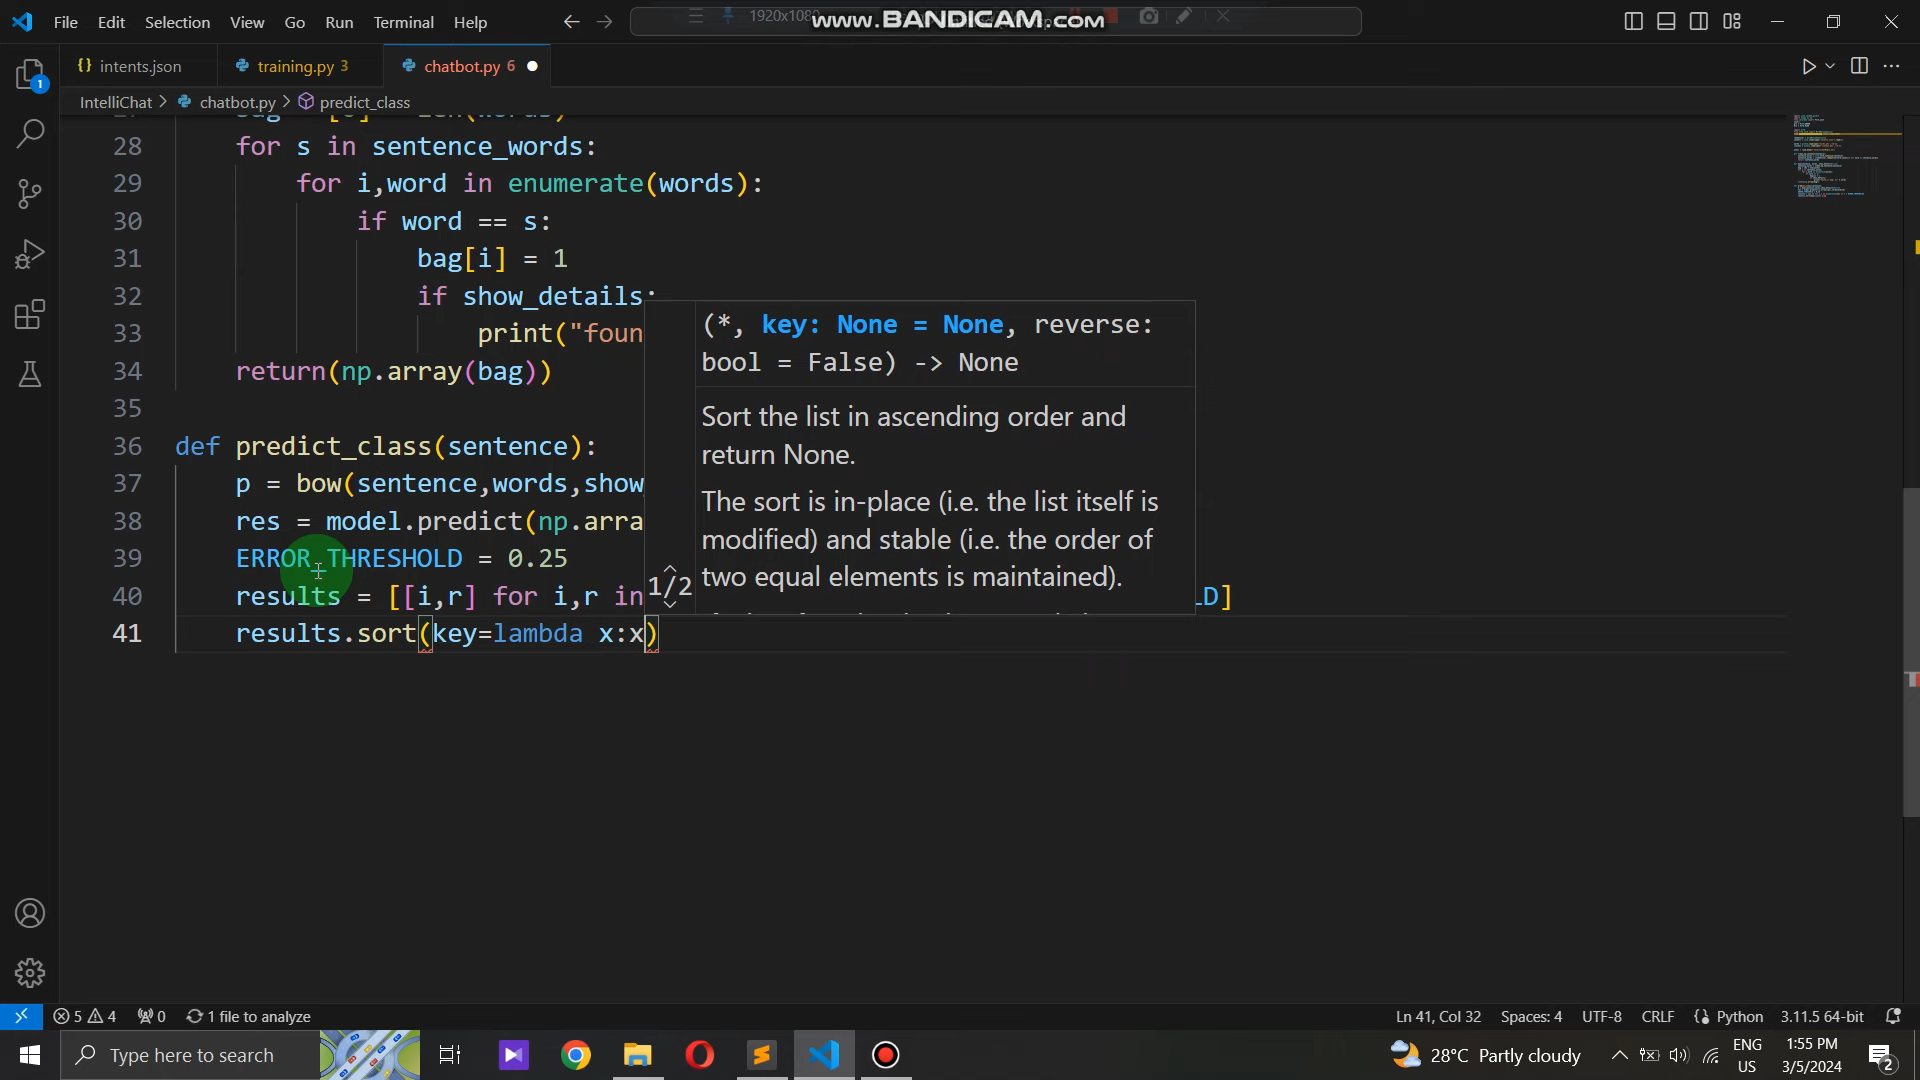 File Edit Selection View Go Run Terminal Help
1920x1080
www.BANDICAM.com
intents.json
training.py 3
chatbot.py 6
IntelliChat > chatbot.py > predict_class
28 for s in sentence_words:
29 for i,word in enumerate(words):
30 if word == s:
31 bag[i] = 1
32 if show_details:
33 print("foun
34 return(np.array(bag))
35
36 def predict_class(sentence):
37 p = bow(sentence,words,show
38 res = model.predict(np.arra
39 ERROR_THRESHOLD = 0.25
40 results = [[i,r] for i,r in LD]
41 results.sort(key=lambda x:x)
(*, key: None = None, reverse:
bool = False) -> None
Sort the list in ascending order and
return None.
The sort is in-place (i.e. the list itself is
modified) and stable (i.e. the order of
two equal elements is maintained).
1/2
1
5 4 0 1 file to analyze
Ln 41, Col 32 Spaces: 4 UTF-8 CRLF Python 3.11.5 64-bit
Type here to search
28°C Partly cloudy
ENG
US
1:55 PM
3/5/2024
2